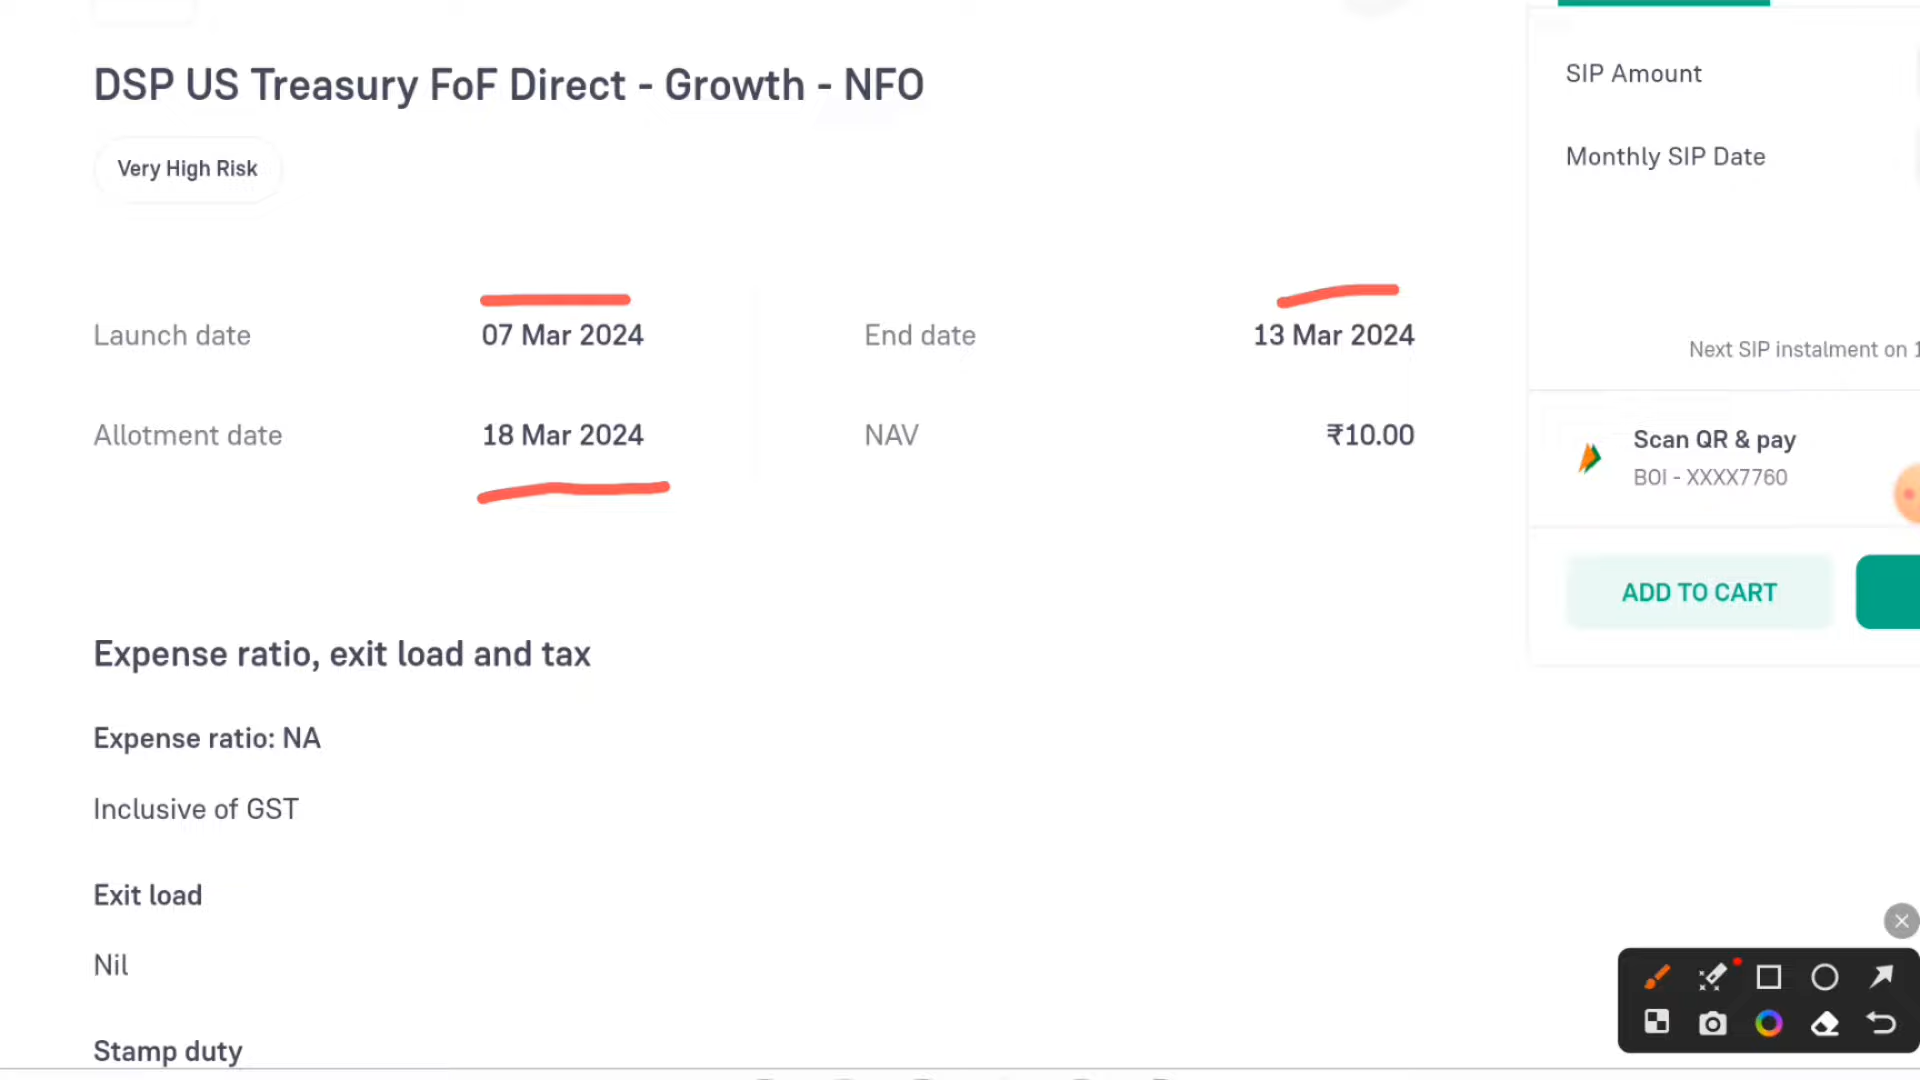 DSP US Treasury FoF Direct - Growth - NFO
Very High Risk
Launch date 07 Mar 2024 End date 13 Mar 2024
Allotment date 18 Mar 2024 NAV ₹10.00
Expense ratio, exit load and tax
Expense ratio: NA
Inclusive of GST
Exit load
Nil
Stamp duty
SIP Amount
Monthly SIP Date
Next SIP instalment on 1
Scan QR & pay
BOI - XXXX7760
ADD TO CART